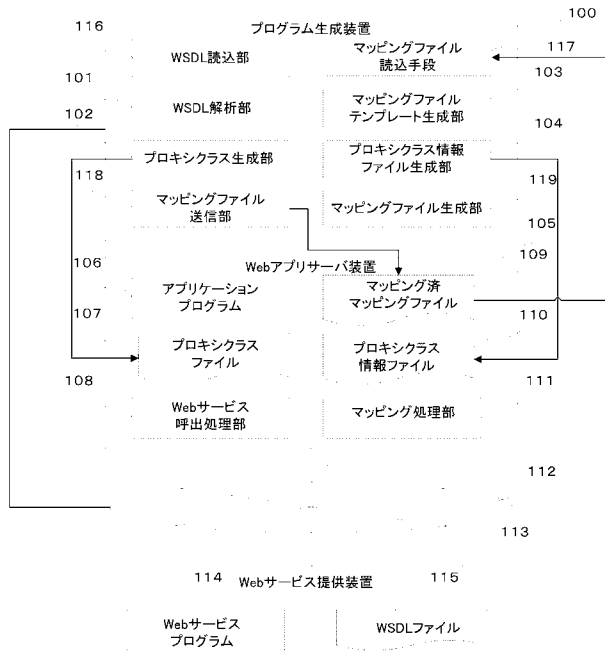 100
116
プログラム生成装置
WSDL読込部
マッピングファイル
読込手段
117
101
103
102
WSDL解析部
マッピングファイル
テンプレート生成部
104
プロキシクラス生成部
プロキシクラス情報
ファイル生成部
118
119
マッピングファイル
送信部
マッピングファイル生成部
105
109
106
Webアプリサーバ装置
アプリケーション
プログラム
マッピング済
マッピングファイル
107
110
プロキシクラス
ファイル
プロキシクラス
情報ファイル
108
111
Webサービス
呼出処理部
マッピング処理部
112
113
114
Webサービス提供装置
115
Webサービス
プログラム
WSDLファイル